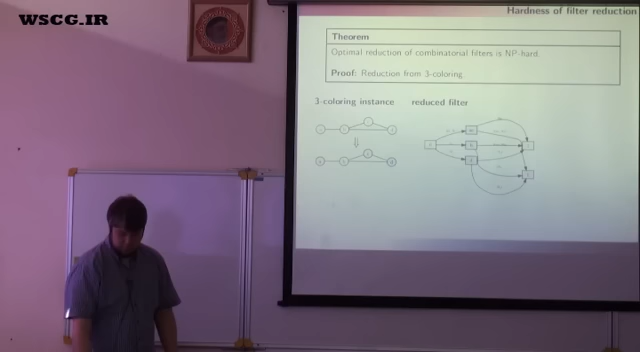 WSCG.IR
Hardness of filter reduction
Theorem
Optimal reduction of combinatorial filters is NP-hard.
Proof: Reduction from 3-coloring
3-coloring instance reduced filter